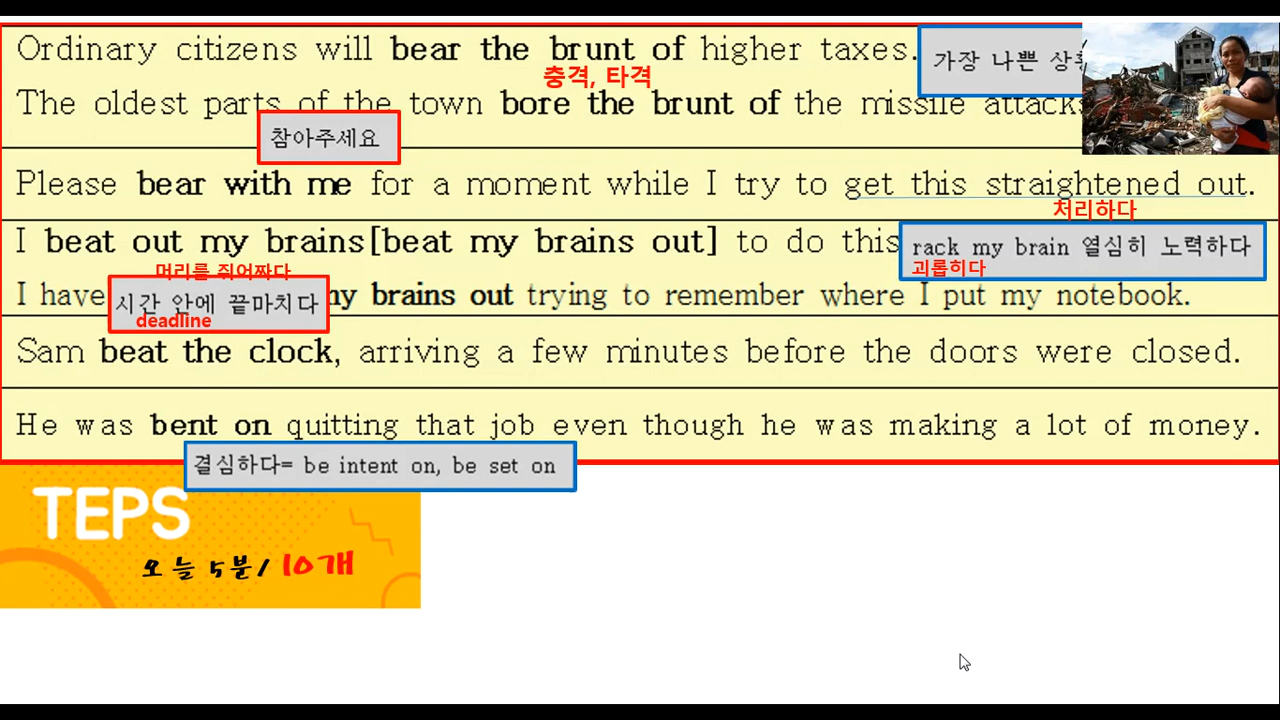 Ordinary citizens will bear the brunt of higher taxes.
가장 나쁜
충격, 타격
The oldest parts of the town bore the brunt of the missile attacks
참아주세요
Please bear with me for a moment while I try to get this straightened out.
처리하다
I beat out my brains[beat my brains out] to do this
rack my brain 열심히 노력하다
괴롭히다
머리를 쥐어짜다
I have my brains out trying to remember where I put my notebook.
시간 안에 끝마치다
deadline
Sam beat the clock, arriving a few minutes before the doors were closed.
He was bent on quitting that job even though he was making a lot of money.
결심하다= be intent on, be set on
TEPS
오늘 5분/ 10개